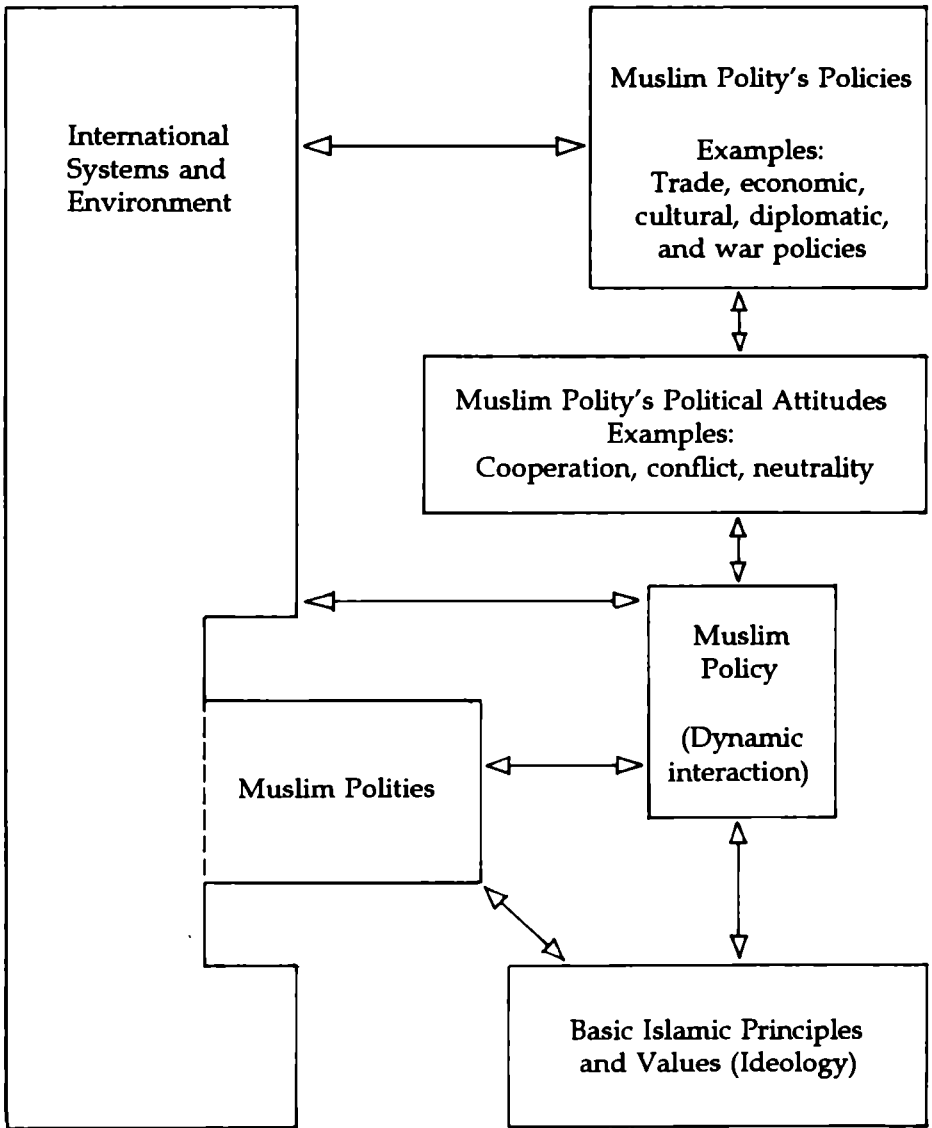 International
Systems and
Environment
Muslim Polity's Policies
Examples:
Trade, economic,
cultural, diplomatic,
and war policies
Muslim Polity's Political Attitudes
Examples:
Cooperation, conflict, neutrality
Muslim
Policy
(Dynamic
interaction)
Muslim Polities
Basic Islamic Principles
and Values (Ideology)